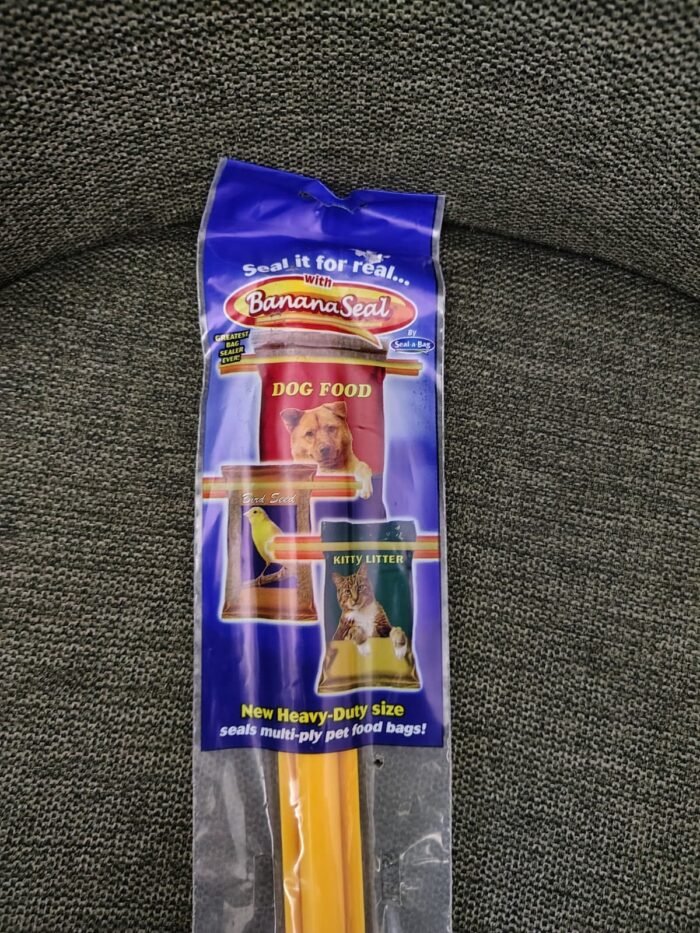 Seal it for real...
with
BananaSeal
BY
Seal-a-Bag
GREATEST
BAG
SEALER
EVER!
DOG FOOD
Bird Seed
KITTY LITTER
New Heavy-Duty size
seals multi-ply pet food bags!